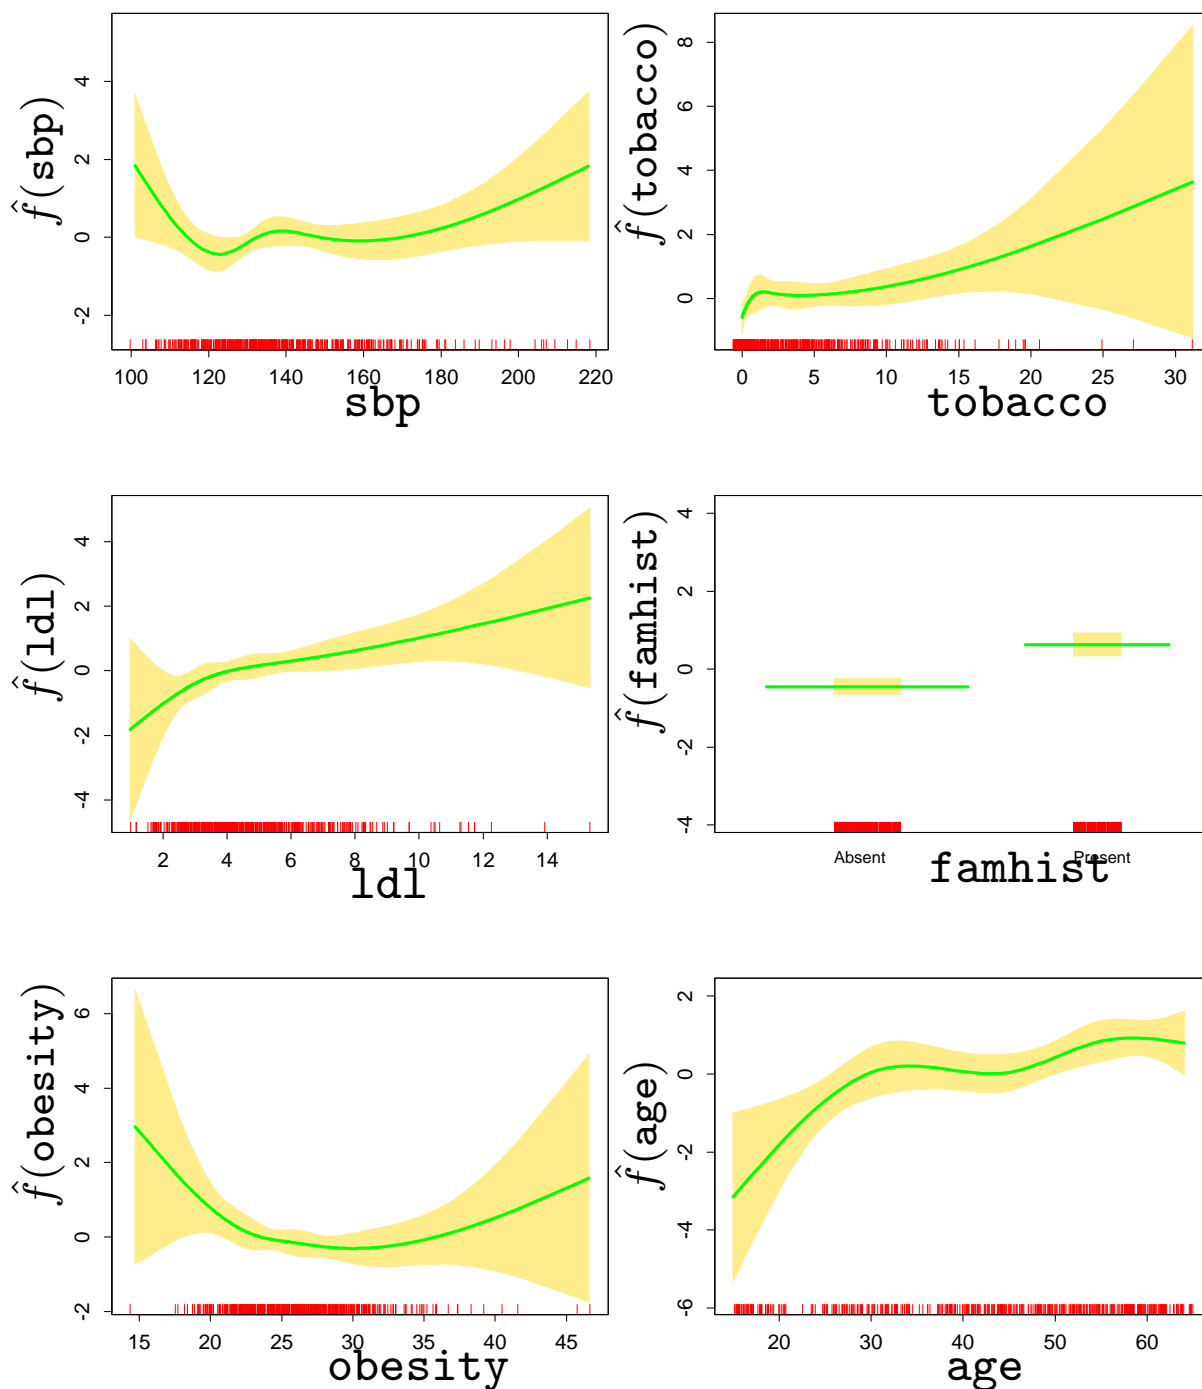 f̂(sbp)
-2 0 2 4
100 120 140 160 180 200 220
sbp
f̂(tobacco)
0 2 4 6 8
0 5 10 15 20 25 30
tobacco
f̂(ldl)
-4 -2 0 2 4
2 4 6 8 10 12 14
ldl
f̂(famhist)
-4 -2 0 2 4
Absent Present
famhist
f̂(obesity)
-2 0 2 4 6
15 20 25 30 35 40 45
obesity
f̂(age)
-6 -4 -2 0 2
20 30 40 50 60
age